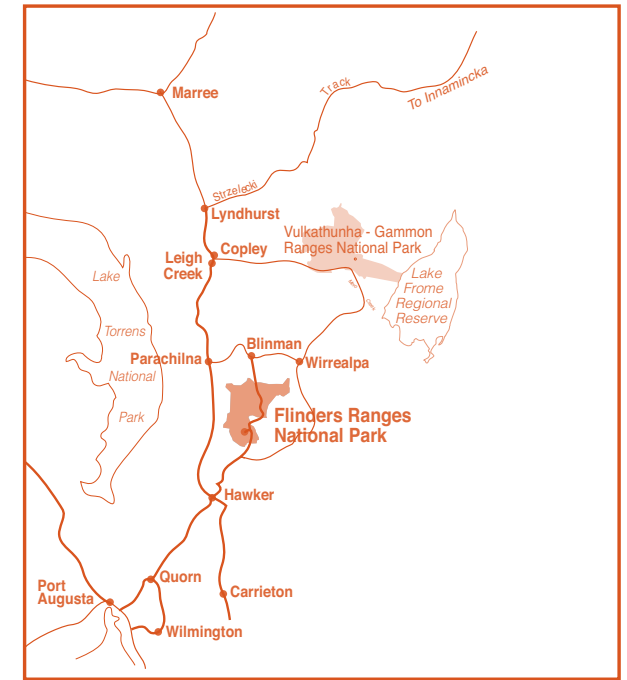 Marree
Track
To Innamincka
Strzelecki
Lyndhurst
Vulkathunha - Gammon
Ranges National Park
Copley
Leigh
Creek
Lake
Frome
Regional
Reserve
Lake
Torrens
National
Park
Blinman
Parachilna
Wirrealpa
Flinders Ranges
National Park
Hawker
Quorn
Port
Augusta
Carrieton
Wilmington